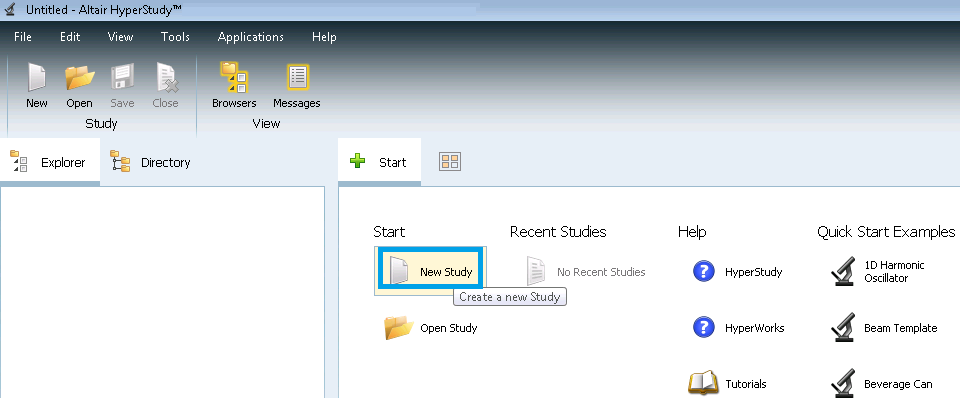 Untitled - Altair HyperStudy™
File Edit View Tools Applications Help
New Open Save Close Browsers Messages
Study View
Explorer Directory Start
Start Recent Studies Help Quick Start Examples
New Study No Recent Studies HyperStudy 1D Harmonic
Oscillator
Create a new Study
Open Study HyperWorks Beam Template
Tutorials Beverage Can